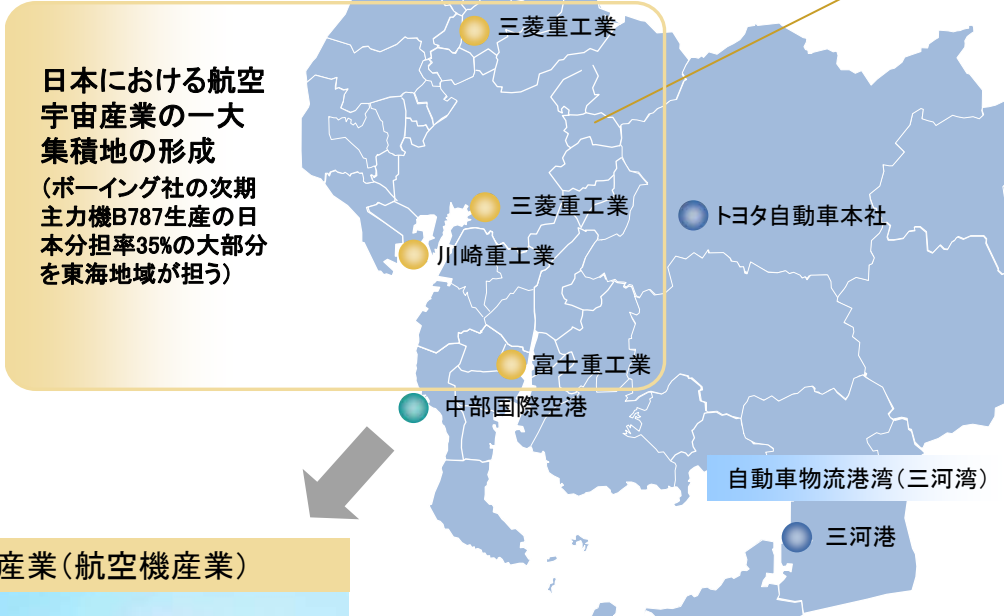 三菱重工業
日本における航空
宇宙産業の一大
集積地の形成
(ボーイング社の次期
主力機B787生産の日
本分担率35%の大部分
を東海地域が担う)
三菱重工業
トヨタ自動車本社
川崎重工業
富士重工業
中部国際空港
自動車物流港湾(三河湾)
三河港
産業(航空機産業)